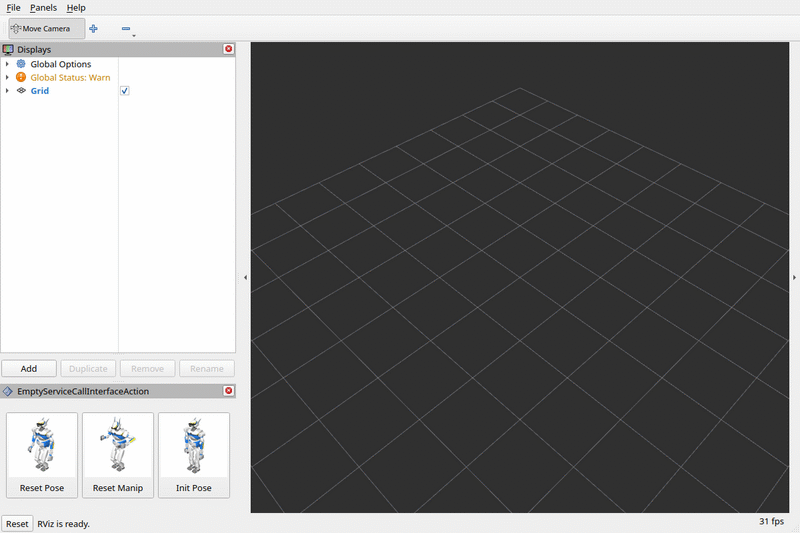 File Panels Help
Move Camera
Displays
Global Options
Global Status: Warn
Grid
Add Duplicate Remove Rename
EmptyServiceCallInterfaceAction
Reset Pose Reset Manip Init Pose
Reset RViz is ready. 31 fps